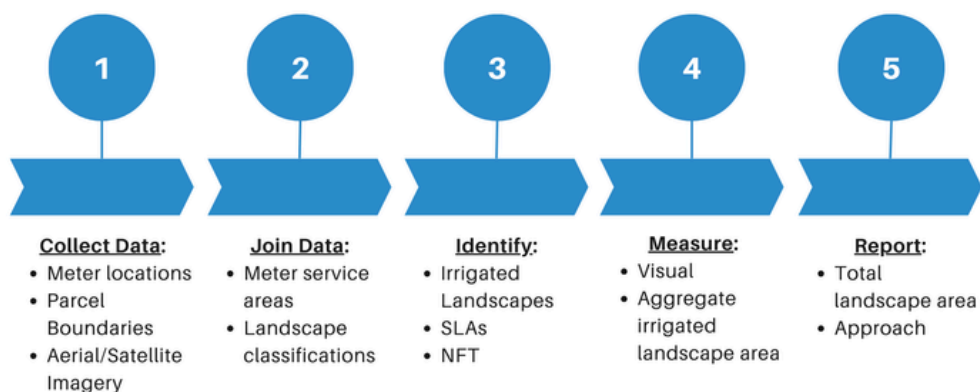 1
2
3
4
5
Collect Data:
• Meter locations
• Parcel
Boundaries
• Aerial/Satellite
Imagery
Join Data:
• Meter service
areas
• Landscape
classifications
Identify:
• Irrigated
Landscapes
• SLAs
• NFT
Measure:
• Visual
• Aggregate
irrigated
landscape area
Report:
• Total
landscape area
• Approach